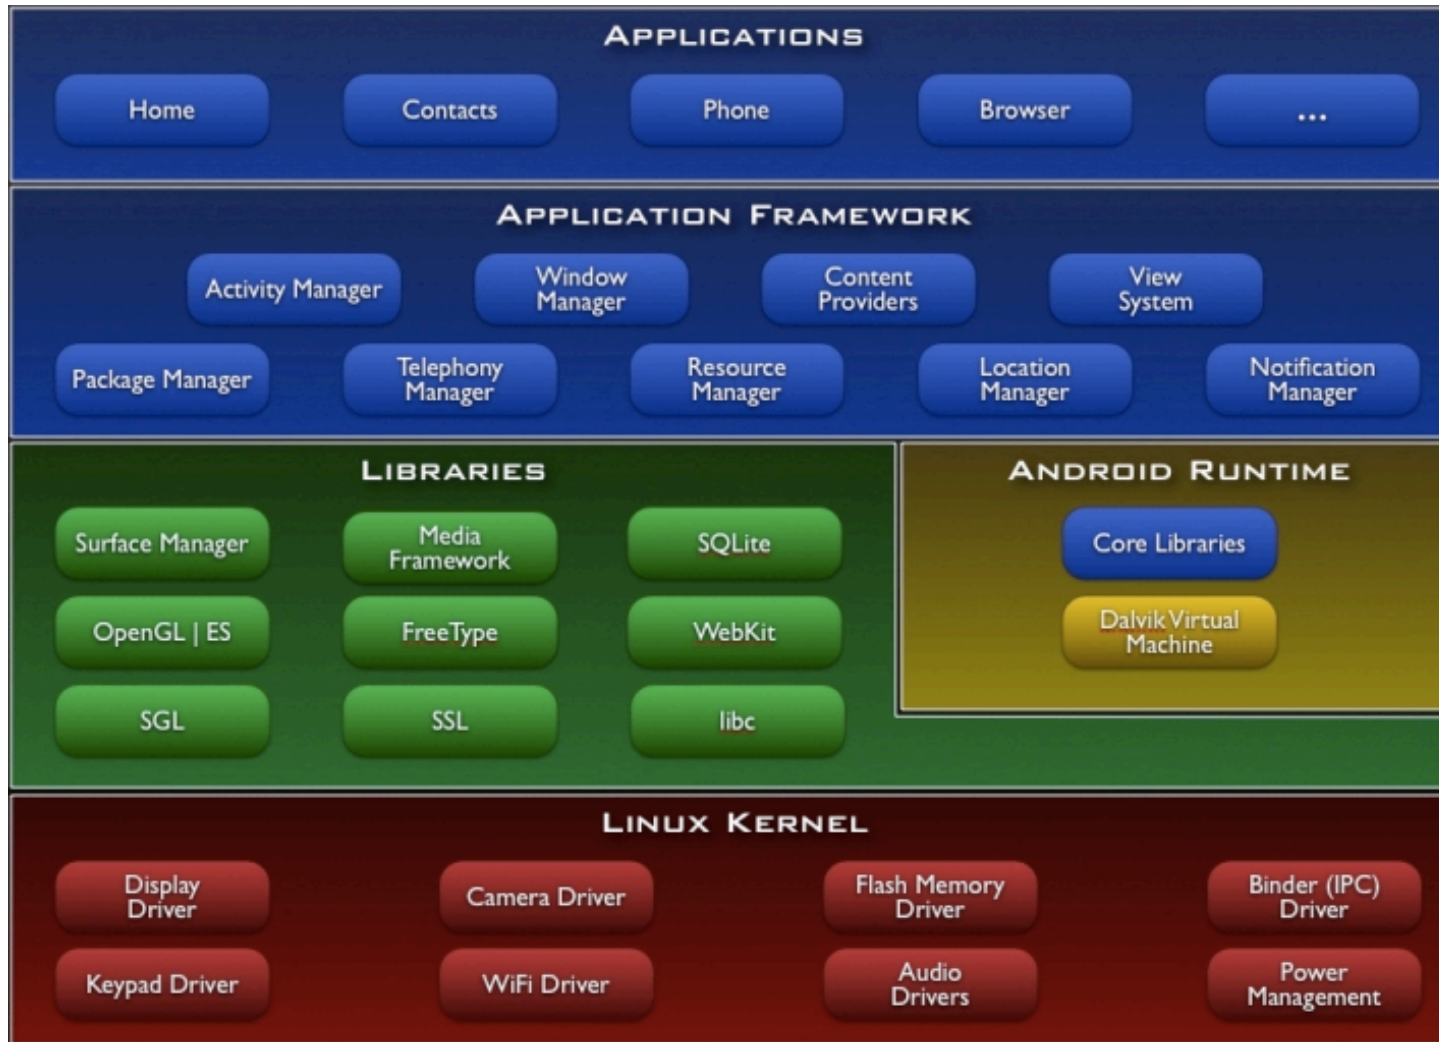 APPLICATIONS
Home
Contacts
Phone
Browser
...
APPLICATION FRAMEWORK
Activity Manager
Window
Manager
Content
Providers
View
System
Package Manager
Telephony
Manager
Resource
Manager
Location
Manager
Notification
Manager
LIBRARIES
Surface Manager
Media
Framework
SQLite
OpenGL | ES
FreeType
WebKit
SGL
SSL
libc
ANDROID RUNTIME
Core Libraries
Dalvik Virtual
Machine
LINUX KERNEL
Display
Driver
Camera Driver
Flash Memory
Driver
Binder (IPC)
Driver
Keypad Driver
WiFi Driver
Audio
Drivers
Power
Management